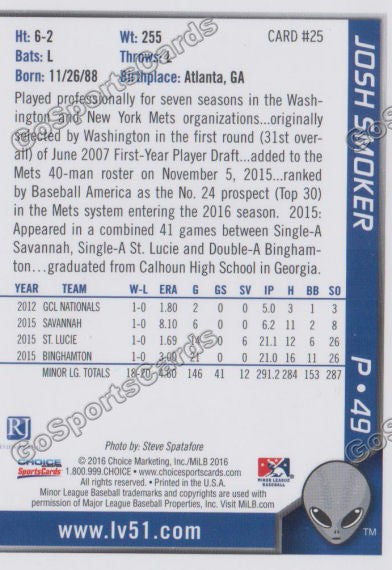 Ht: 6-2 Wt: 255 CARD #25
Bats: L Throws: L
Born: 11/26/88 Birthplace: Atlanta, GA
Played professionally for seven seasons in the Wash-
ington and New York Mets organizations...originally
selected by Washington in the first round (31st over-
all) of June 2007 First-Year Player Draft...added to the
Mets 40-man roster on November 5, 2015...ranked
by Baseball America as the No. 24 prospect (Top 30)
in the Mets system entering the 2016 season. 2015:
Appeared in a combined 41 games between Single-A
Savannah, Single-A St. Lucie and Double-A Bingham-
ton...graduated from Calhoun High School in Georgia.
YEAR TEAM W-L ERA G GS SV IP H BB SO
2012 GCL NATIONALS 1-0 1.80 2 0 0 5.0 3 1 3
2015 SAVANNAH 1-0 8.10 6 0 0 6.2 11 2 8
2015 ST. LUCIE 1-0 1.69 0 6 21.1 12 6 26
2015 BINGHAMTON 1-0 3.00 21 0 0 21.0 16 11 26
MINOR LG. TOTALS 18-20 4.80 146 41 12 291.2 284 153 287
JOSH SMOKER
P • 49
RJ
Photo by: Steve Spatafore
CHOICE
SportsCards
© 2016 Choice Marketing, Inc./MiLB 2016
1.800.999.CHOICE • www.choicesportscards.com
All rights reserved. • Printed in the U.S.A.
Minor League Baseball trademarks and copyrights are used with
permission of Major League Baseball Properties, Inc. Visit MiLB.com
MINOR LEAGUE
BASEBALL
www.lv51.com
TM
GoSportsCards
GoSportsCards
GoSportsCards
GoSportsCards